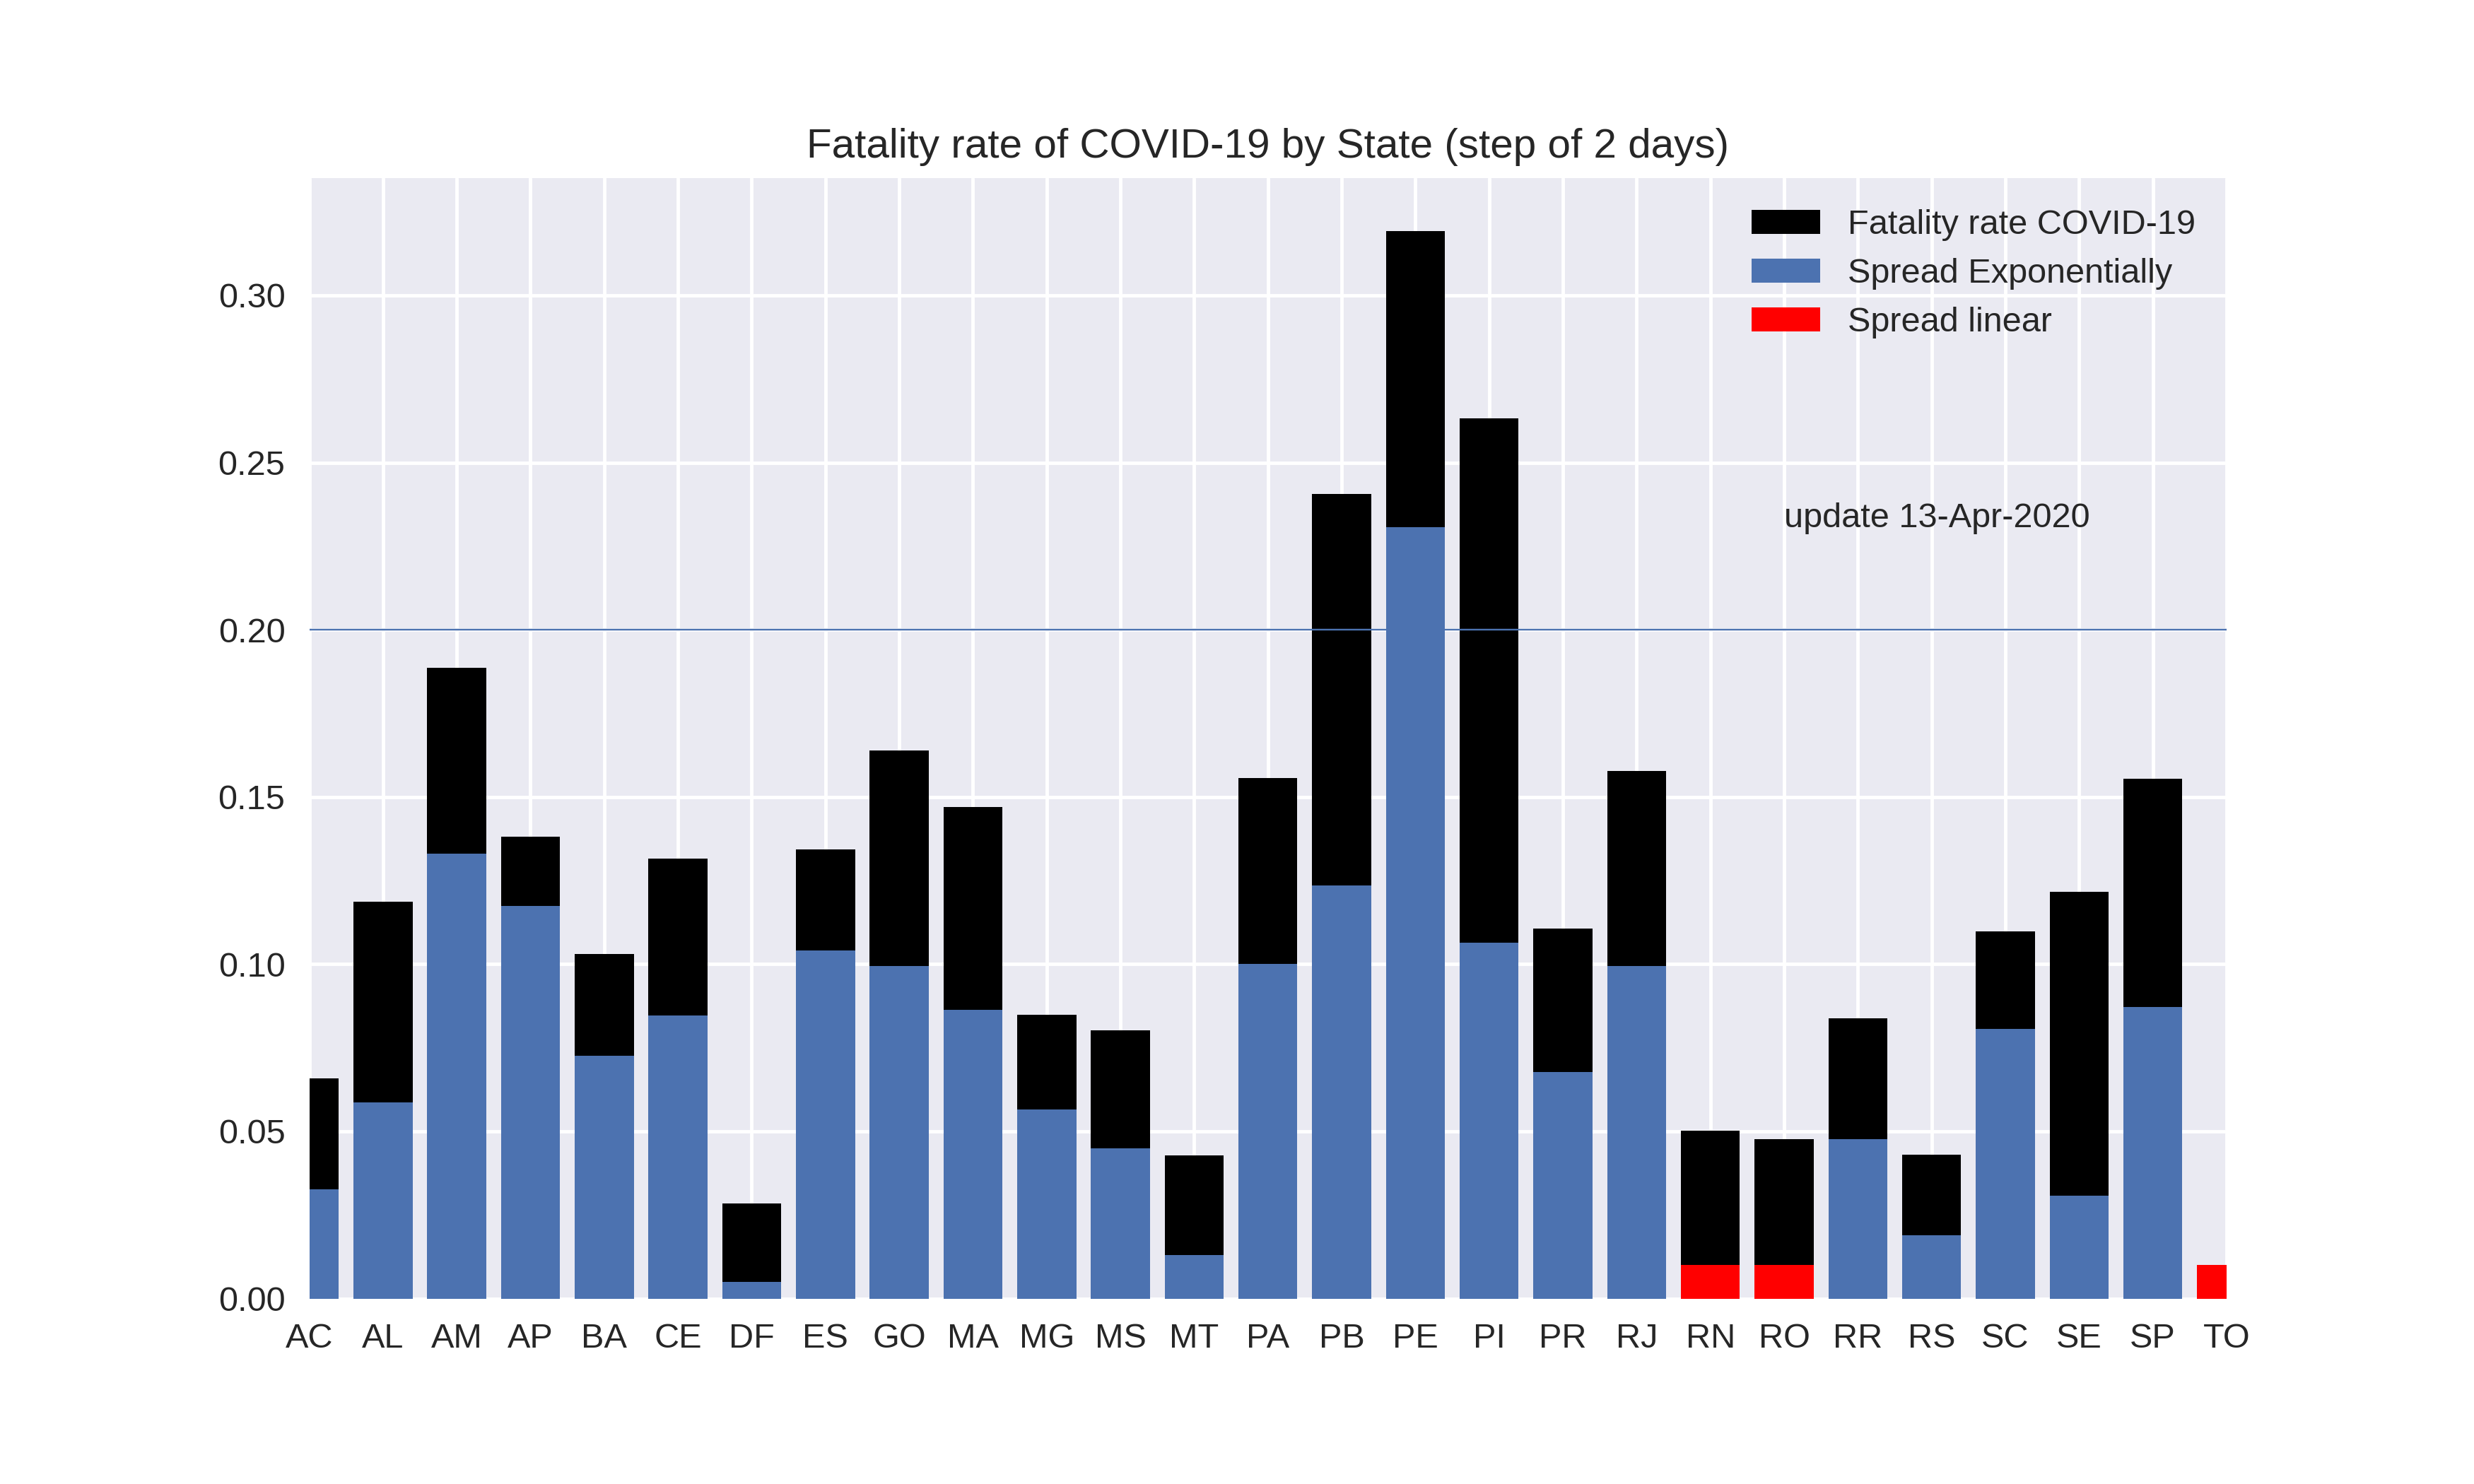 Fatality rate of COVID-19 by State (step of 2 days)
Fatality rate COVID-19
Spread Exponentially
Spread linear
0.30
0.25
update 13-Apr-2020
0.20
0.15
0.10
0.05
0.00
AC AL AM AP BA CE DF ES GO MA MG MS MT PA PB PE PI PR RJ RN RO RR RS SC SE SP TO